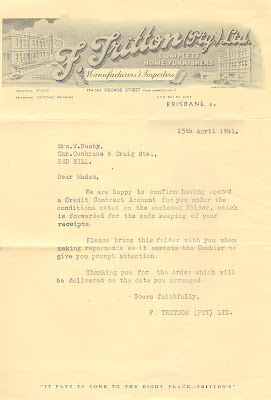 F. Tritton (Pty) Ltd.
COMPLETE
HOME FURNISHERS
Manufacturers & Importers
GEORGE STREET
BRISBANE,
15th April 1941.
Mrs.W.Busby,
Cnr.Cochrane & Craig Sts.,
RED HILL.
Dear Madam,
We are happy to confirm having opened
a Credit Contract Account for you under the
conditions noted on the enclosed folder, which
is forwarded for the safe keeping of your
receipts.
Please bring this folder with you when
making repayments as it assists the Cashier to
give you prompt attention.
Thanking you for the order which will
be delivered on the date you arranged.
Yours faithfully,
F. TRITTON (PTY) LTD.
"IT PAYS TO COME TO THE RIGHT PLACE—TRITTON'S"